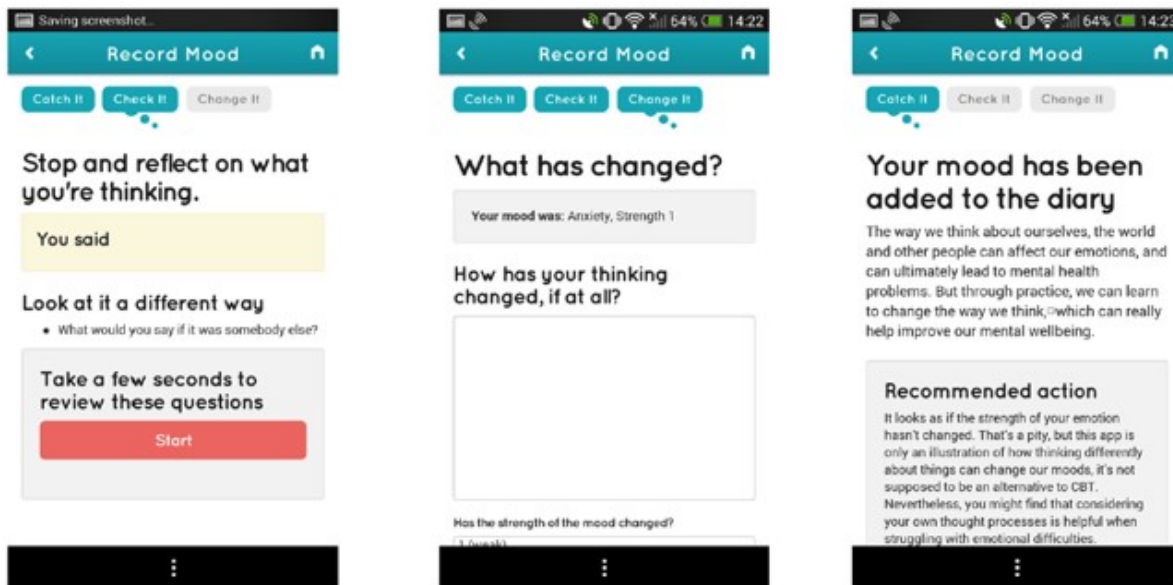 Saving screenshot...
Record Mood
Catch It Check It Change It
Stop and reflect on what
you're thinking.
You said
Look at it a different way
• What would you say if it was somebody else?
Take a few seconds to
review these questions
Start
64% 14:22
Record Mood
Catch It Check It Change It
What has changed?
Your mood was: Anxiety, Strength 1
How has your thinking
changed, if at all?
Has the strength of the mood changed?
1 (weak)
64% 14:23
Record Mood
Catch It Check It Change It
Your mood has been
added to the diary
The way we think about ourselves, the world
and other people can affect our emotions, and
can ultimately lead to mental health
problems. But through practice, we can learn
to change the way we think, which can really
help improve our mental wellbeing.
Recommended action
It looks as if the strength of your emotion
hasn't changed. That's a pity, but this app is
only an illustration of how thinking differently
about things can change our moods, it's not
supposed to be an alternative to CBT.
Nevertheless, you might find that considering
your own thought processes is helpful when
struggling with emotional difficulties.